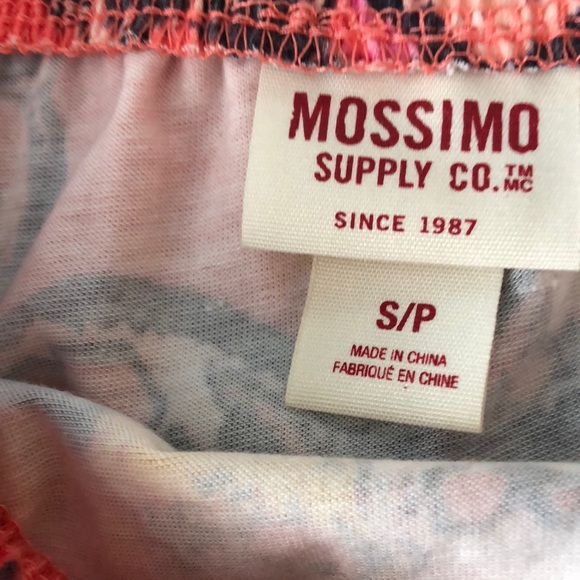 MOSSIMO
SUPPLY CO.™ MC
SINCE 1987
S/P
MADE IN CHINA
FABRIQUÉ EN CHINE